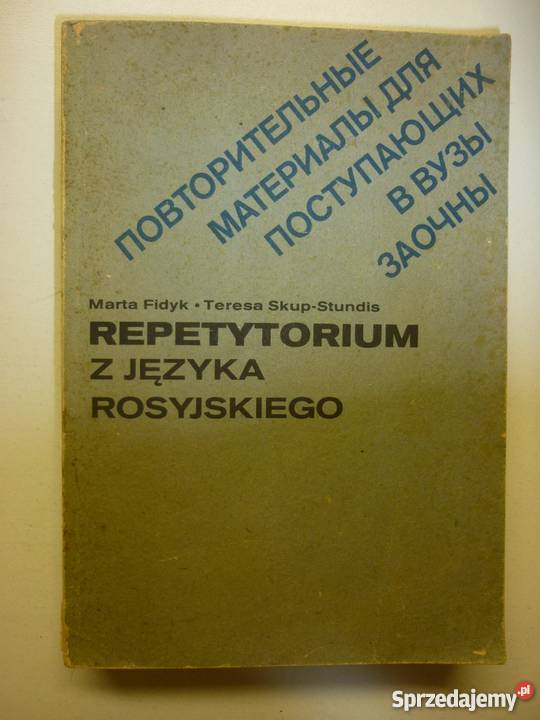 ПОВТОРИТЕЛЬНЫЕ
МАТЕРИАЛЫ ДЛЯ
ПОСТУПАЮЩИХ
В ВУЗЫ
ЗАОЧНЫ
Marta Fidyk • Teresa Skup-Stundis
REPETYTORIUM
Z JĘZYKA
ROSYJSKIEGO
Sprzedajemy.pl